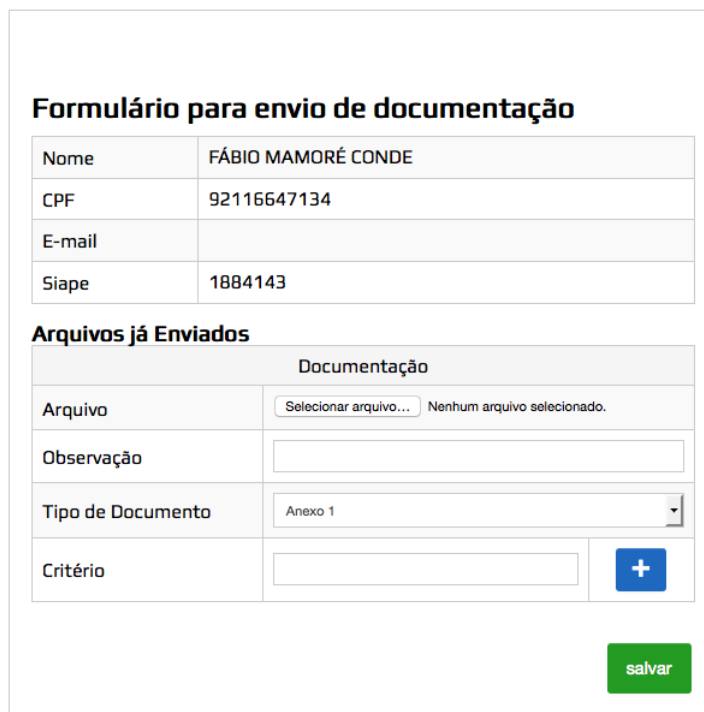 Formulário para envio de documentação
Nome FÁBIO MAMORÉ CONDE
CPF 92116647134
E-mail
Siape 1884143
Arquivos já Enviados
Documentação
Arquivo Selecionar arquivo... Nenhum arquivo selecionado.
Observação
Tipo de Documento Anexo 1
Critério +
salvar